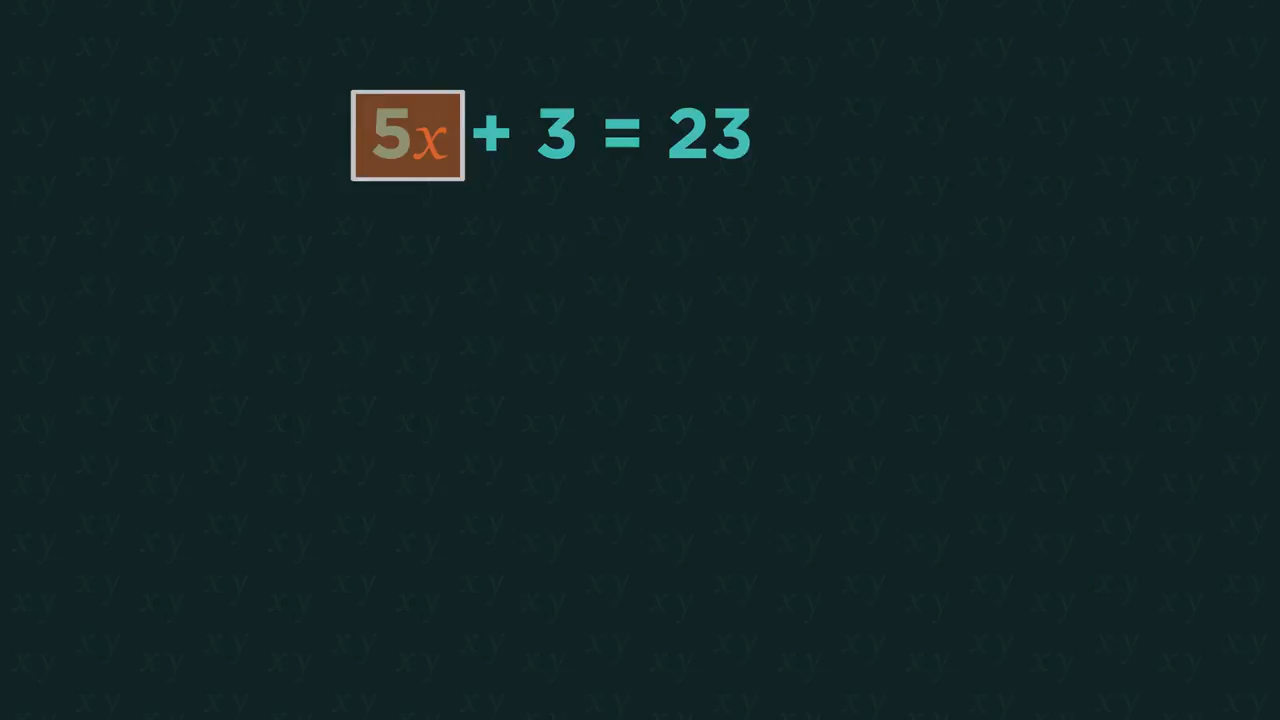 5x + 3 = 23